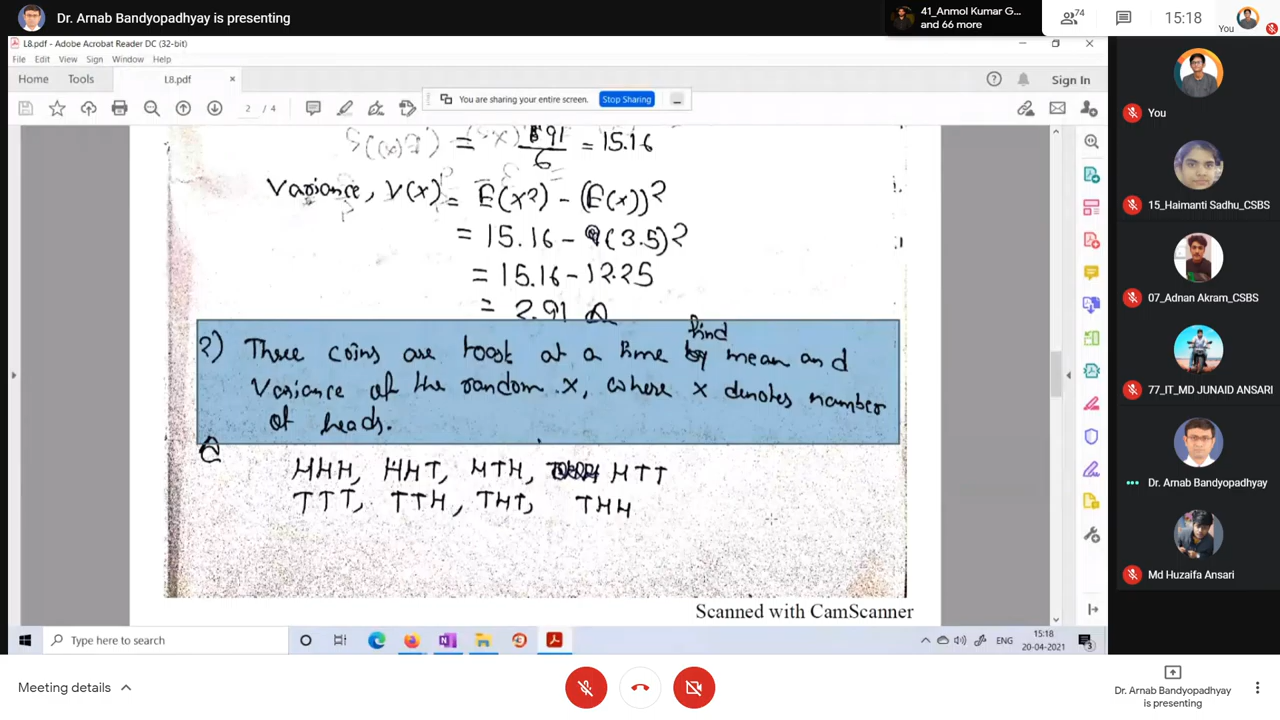 Dr. Arnab Bandyopadhyay is presenting
41_Anmol Kumar G...
and 66 more
74
15:18
You
L8.pdf - Adobe Acrobat Reader DC (32-bit)
File Edit View Sign Window Help
Home Tools L8.pdf × Sign In
2 / 4
You are sharing your entire screen. Stop Sharing
= 91/6 = 15.16
Variance, V(x) = E(x²) - (E(x))²
= 15.16 - (3.5)²
= 15.16 - 12.25
= 2.91
2) Three coins are tosst at a time find mean and
Variance of the random x, where x denotes number
of heads.
HHH, HHT, HTH, HTT
TTT, TTH, THT, THH
Scanned with CamScanner
You
15_Haimanti Sadhu_CSBS
07_Adnan Akram_CSBS
77_IT_MD JUNAID ANSARI
Dr. Arnab Bandyopadhyay
Md Huzaifa Ansari
Type here to search
ENG
15:18
20-04-2021
3
Meeting details
Dr. Arnab Bandyopadhyay
is presenting